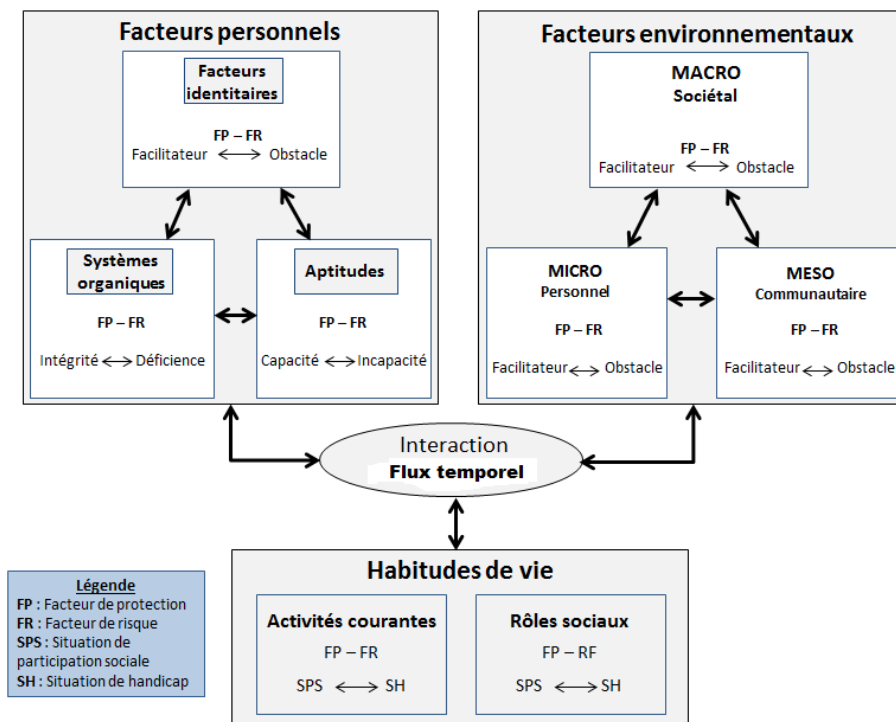 Facteurs personnels
Facteurs
identitaires
FP – FR
Facilitateur Obstacle
Systèmes
organiques
FP – FR
Intégrité Déficience
Aptitudes
FP – FR
Capacité Incapacité
Facteurs environnementaux
MACRO
Sociétal
FP – FR
Facilitateur Obstacle
MICRO
Personnel
FP – FR
Facilitateur Obstacle
MESO
Communautaire
FP – FR
Facilitateur Obstacle
Interaction
Flux temporel
Habitudes de vie
Activités courantes
FP – FR
SPS SH
Rôles sociaux
FP – RF
SPS SH
Légende
FP : Facteur de protection
FR : Facteur de risque
SPS : Situation de
participation sociale
SH : Situation de handicap